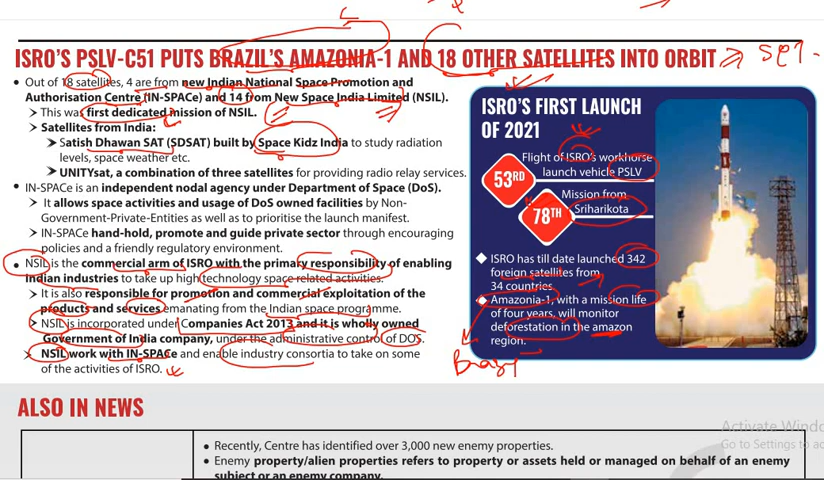 ISRO'S PSLV-C51 PUTS BRAZIL'S AMAZONIA-1 AND 18 OTHER SATELLITES INTO ORBIT
• Out of 18 satellites, 4 are from new Indian National Space Promotion and
Authorisation Centre (IN-SPACe) and 14 from New Space India Limited (NSIL).
➢ This was first dedicated mission of NSIL.
➢ Satellites from India:
➢ Satish Dhawan SAT (SDSAT) built by Space Kidz India to study radiation
levels, space weather etc.
➢ UNITYsat, a combination of three satellites for providing radio relay services.
• IN-SPACe is an independent nodal agency under Department of Space (DoS).
➢ It allows space activities and usage of DoS owned facilities by Non-
Government-Private-Entities as well as to prioritise the launch manifest.
➢ IN-SPACe hand-hold, promote and guide private sector through encouraging
policies and a friendly regulatory environment.
• NSIL is the commercial arm of ISRO with the primary responsibility of enabling
Indian industries to take up high technology space related activities.
➢ It is also responsible for promotion and commercial exploitation of the
products and services emanating from the Indian space programme.
➢ NSIL is incorporated under Companies Act 2013 and it is wholly owned
Government of India company, under the administrative control of DOS.
➢ NSIL work with IN-SPACe and enable industry consortia to take on some
of the activities of ISRO.
ISRO'S FIRST LAUNCH
OF 2021
53RD
Flight of ISRO's workhorse
launch vehicle PSLV
78TH
Mission from
Sriharikota
◆ ISRO has till date launched 342
foreign satellites from
34 countries.
◆ Amazonia-1, with a mission life
of four years, will monitor
deforestation in the amazon
region.
ALSO IN NEWS
• Recently, Centre has identified over 3,000 new enemy properties.
• Enemy property/alien properties refers to property or assets held or managed on behalf of an enemy
subject or an enemy company.
Activate Windo
Go to Settings to ac